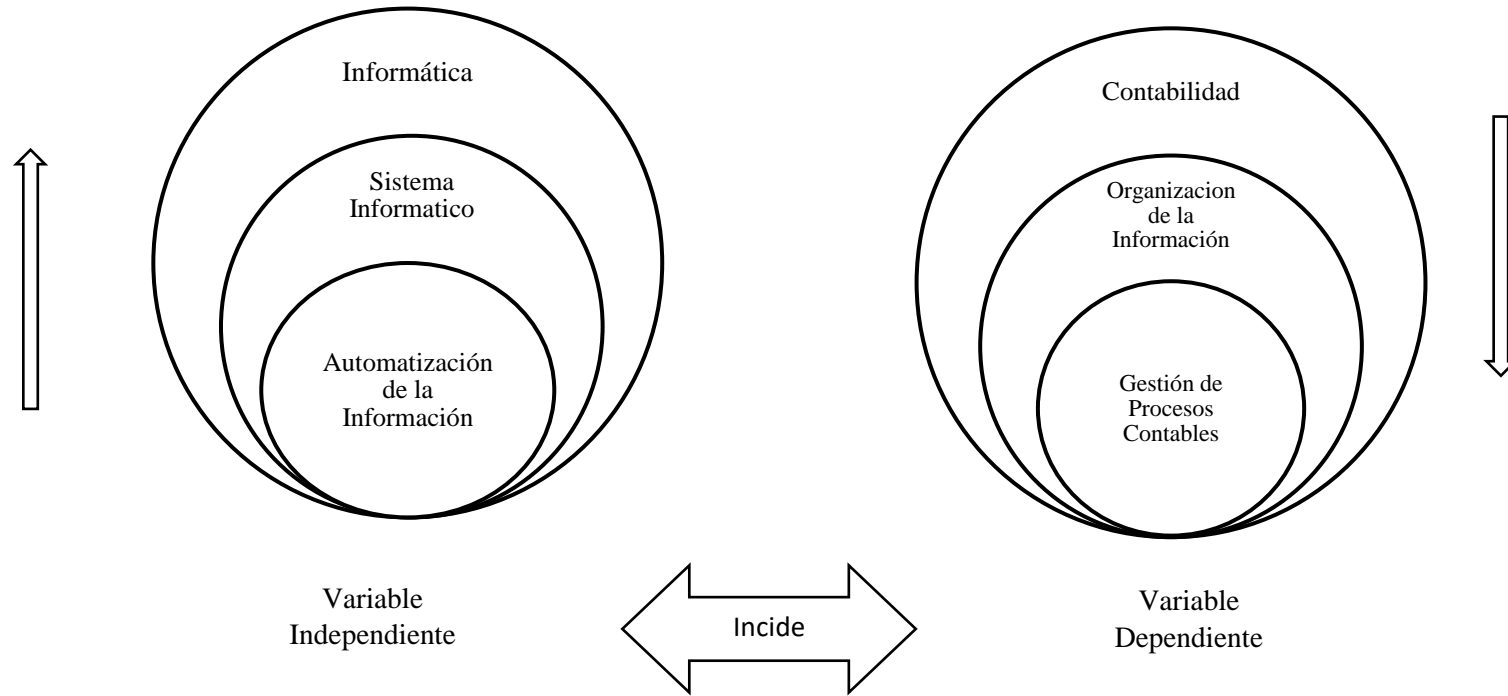 Informática
Sistema
Informatico
Automatización
de la
Información
Contabilidad
Organizacion
de la
Información
Gestión de
Procesos
Contables
Variable
Independiente
Incide
Variable
Dependiente